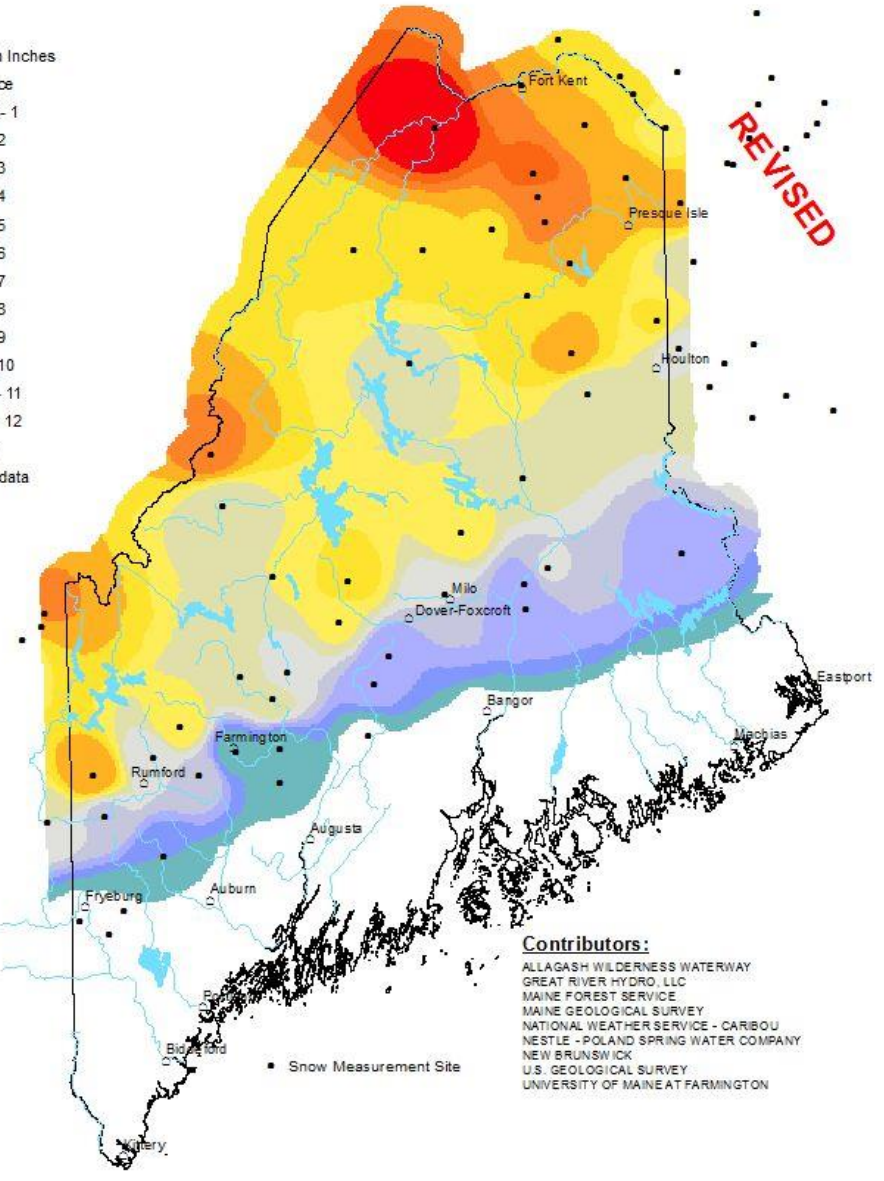 Inches
- 1
2
3
4
5
6
7
8
9
10
- 11
12
data
REVISED
Fort Kent
Presque Isle
Houlton
Milo
Dover-Foxcroft
Eastport
Bangor
Machias
Farmington
Rumford
Augusta
Auburn
Fryeburg
Biddeford
Kittery
Snow Measurement Site
Contributors:
ALLAGASH WILDERNESS WATERWAY
GREAT RIVER HYDRO, LLC
MAINE FOREST SERVICE
MAINE GEOLOGICAL SURVEY
NATIONAL WEATHER SERVICE - CARIBOU
NESTLE - POLAND SPRING WATER COMPANY
NEW BRUNSWICK
U.S. GEOLOGICAL SURVEY
UNIVERSITY OF MAINE AT FARMINGTON